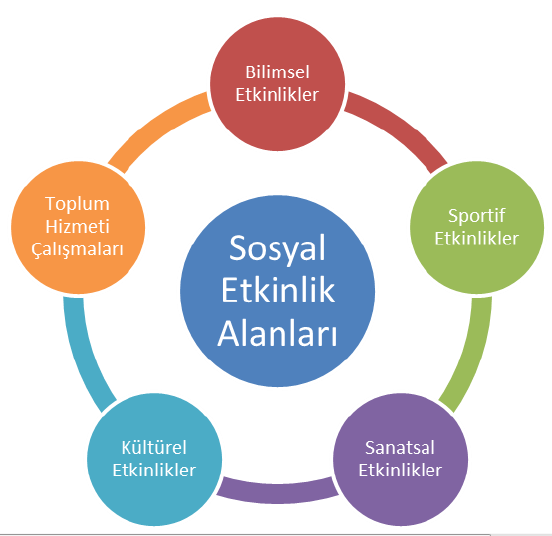 Bilimsel
Etkinlikler
Sportif
Etkinlikler
Sanatsal
Etkinlikler
Kültürel
Etkinlikler
Toplum
Hizmeti
Çalışmaları
Sosyal
Etkinlik
Alanları